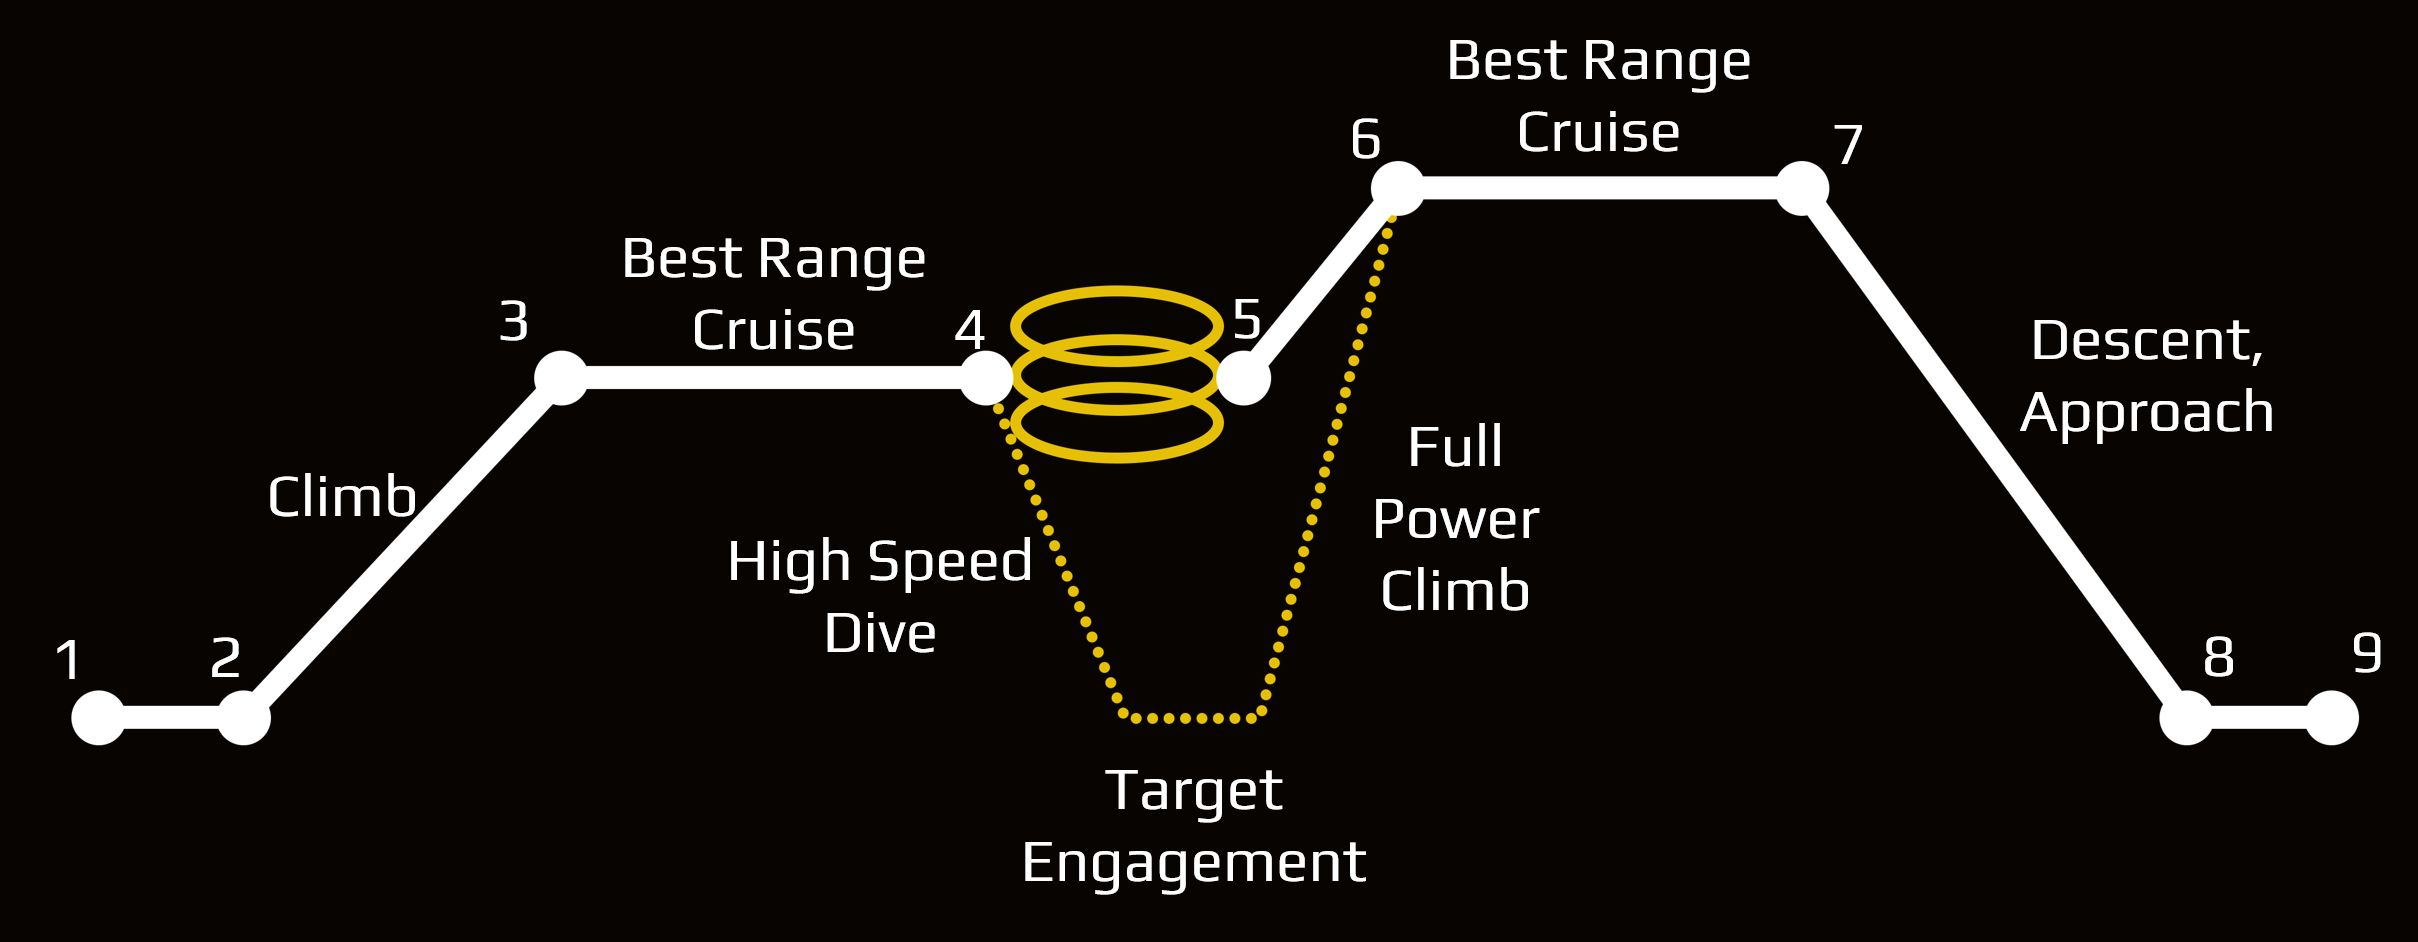 1
2
Climb
3
Best Range
Cruise
4
High Speed
Dive
Target
Engagement
5
Full
Power
Climb
6
Best Range
Cruise
7
Descent,
Approach
8
9